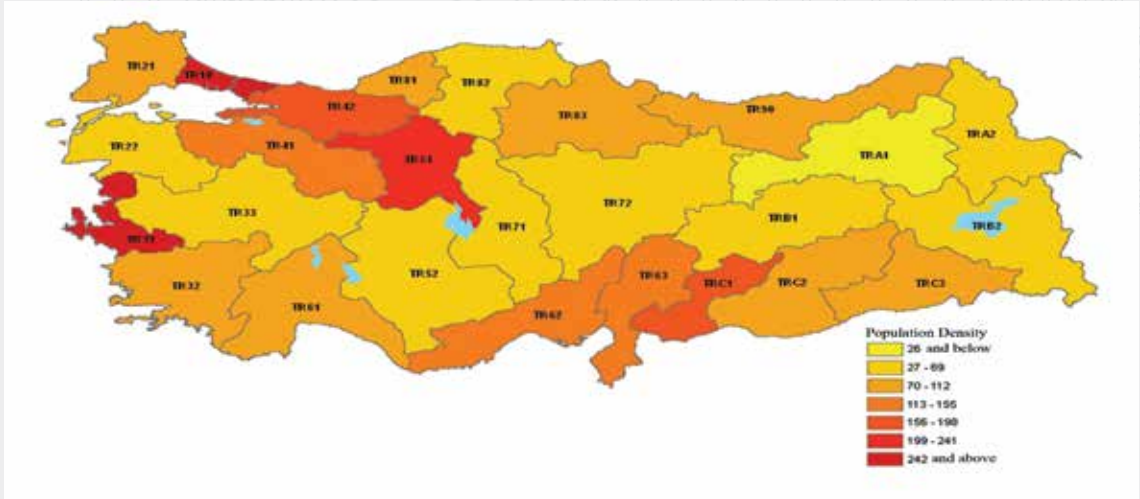 TR21
TR10
TR81
TR82
TR42
TR83
TR90
TR22
TR41
TRA2
TRA1
TR33
TR72
TRB1
TR71
TRB2
TR31
TR52
TR32
TR61
TR62
TR63
TRC1
TRC2
TRC3
Population Density
26 and below
27 - 69
70 - 112
113 - 155
156 - 198
199 - 241
242 and above